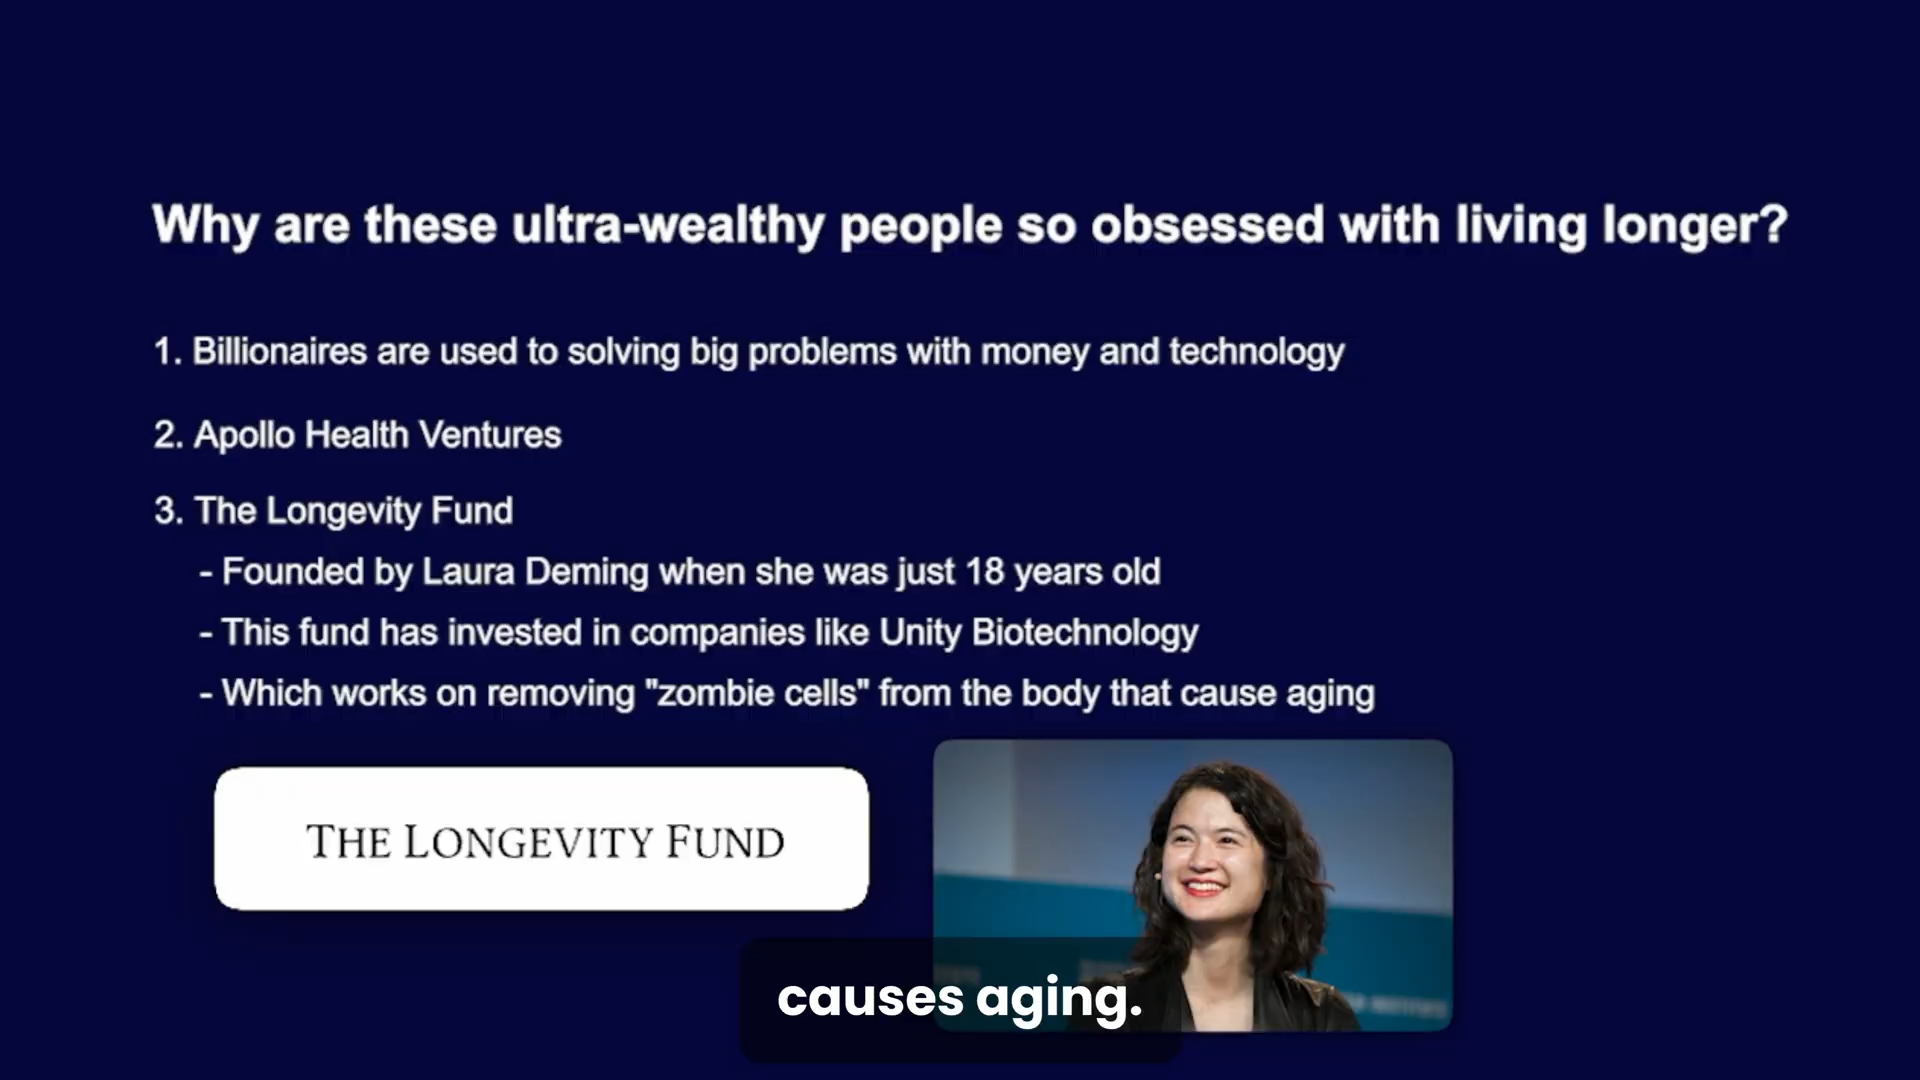 Why are these ultra-wealthy people so obsessed with living longer?
1. Billionaires are used to solving big problems with money and technology
2. Apollo Health Ventures
3. The Longevity Fund
- Founded by Laura Deming when she was just 18 years old
- This fund has invested in companies like Unity Biotechnology
- Which works on removing "zombie cells" from the body that cause aging
THE LONGEVITY FUND
causes aging.